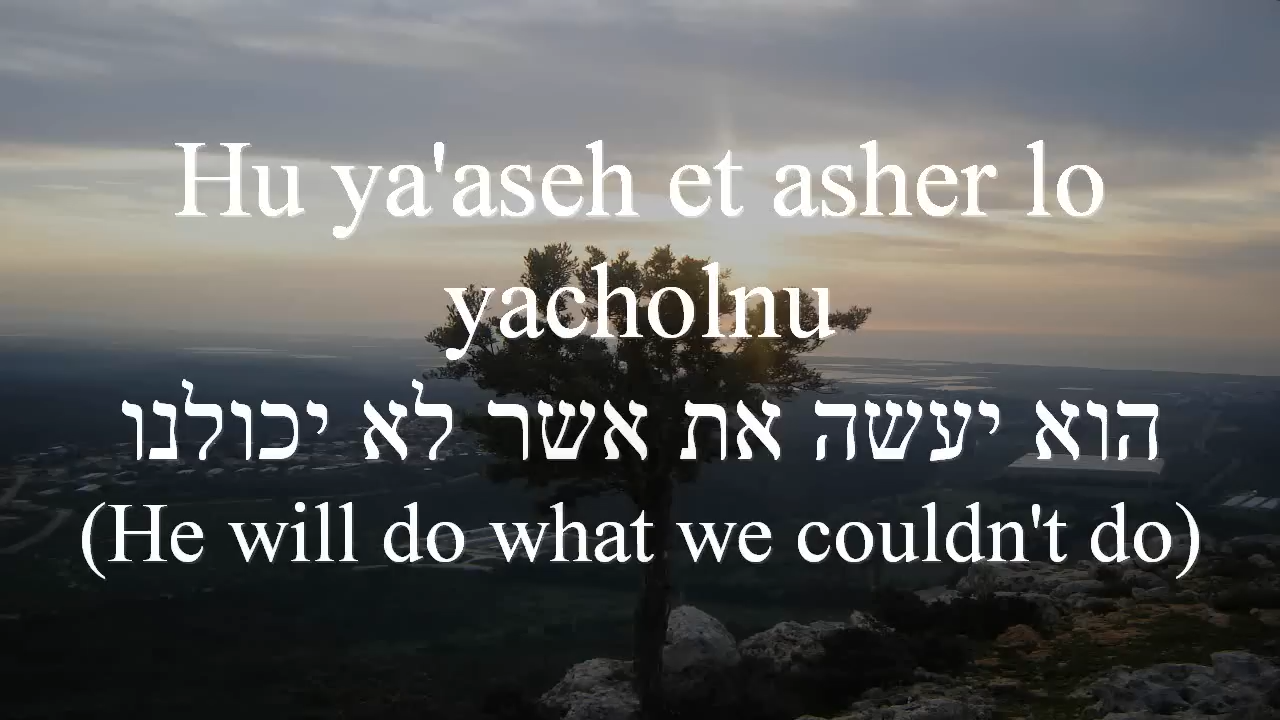 Hu ya'aseh et asher lo
yacholnu
הוא יעשה את אשר לא יכולנו
(He will do what we couldn't do)